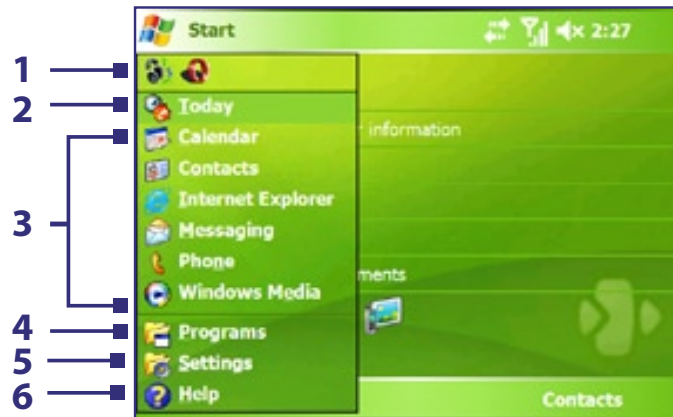 Start 2:27
1
2 Today
3
Calendar r information
Contacts
Internet Explorer
Messaging
Phone ments
Windows Media
4 Programs
5 Settings
6 Help Contacts